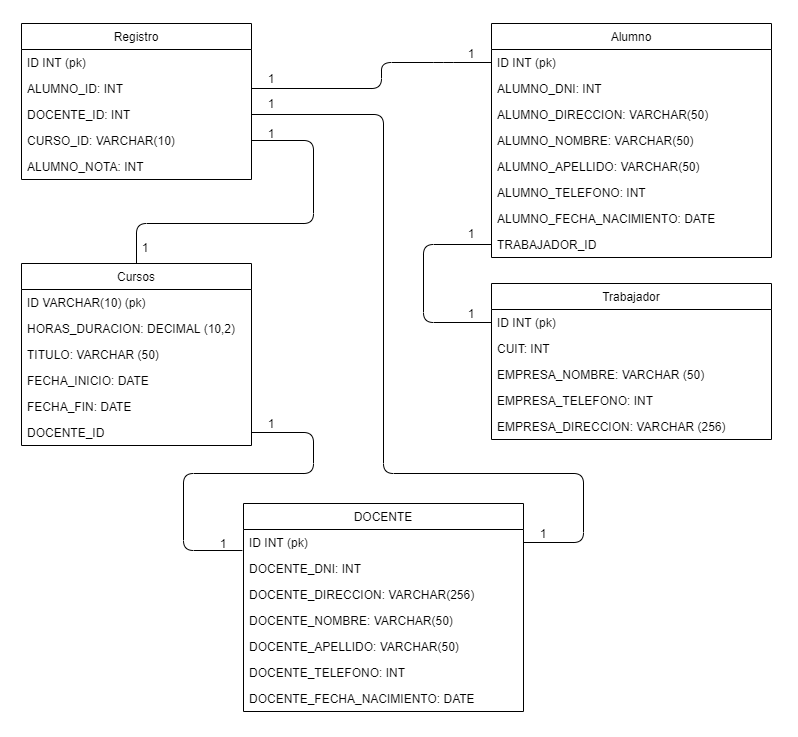 Registro
ID INT (pk)
ALUMNO_ID: INT
DOCENTE_ID: INT
CURSO_ID: VARCHAR(10)
ALUMNO_NOTA: INT
1
1
1
1
Alumno
ID INT (pk)
ALUMNO_DNI: INT
ALUMNO_DIRECCION: VARCHAR(50)
ALUMNO_NOMBRE: VARCHAR(50)
ALUMNO_APELLIDO: VARCHAR(50)
ALUMNO_TELEFONO: INT
ALUMNO_FECHA_NACIMIENTO: DATE
TRABAJADOR_ID
1
1
1
Cursos
ID VARCHAR(10) (pk)
HORAS_DURACION: DECIMAL (10,2)
TITULO: VARCHAR (50)
FECHA_INICIO: DATE
FECHA_FIN: DATE
DOCENTE_ID
1
Trabajador
ID INT (pk)
CUIT: INT
EMPRESA_NOMBRE: VARCHAR (50)
EMPRESA_TELEFONO: INT
EMPRESA_DIRECCION: VARCHAR (256)
1
1
DOCENTE
ID INT (pk)
DOCENTE_DNI: INT
DOCENTE_DIRECCION: VARCHAR(256)
DOCENTE_NOMBRE: VARCHAR(50)
DOCENTE_APELLIDO: VARCHAR(50)
DOCENTE_TELEFONO: INT
DOCENTE_FECHA_NACIMIENTO: DATE